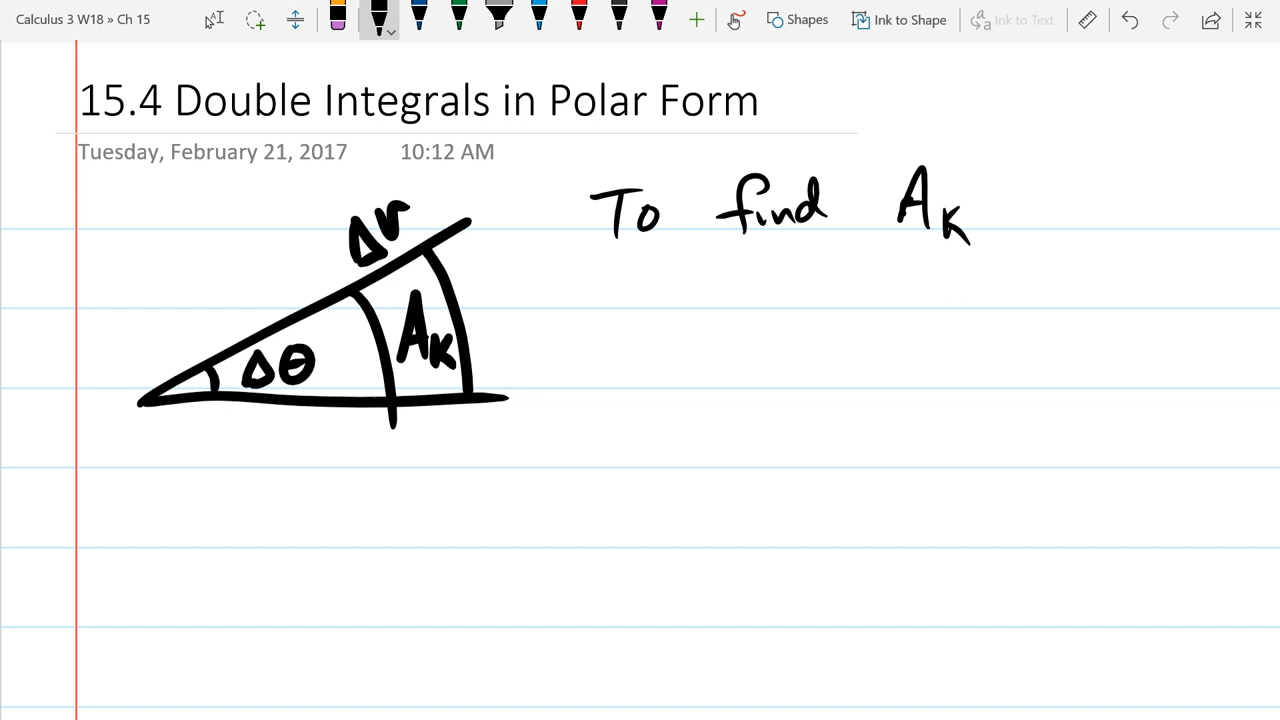 Calculus 3 W18 » Ch 15
Shapes
Ink to Shape
Ink to Text
15.4 Double Integrals in Polar Form
Tuesday, February 21, 2017 10:12 AM
To find A_K
Δr
A_K
Δθ